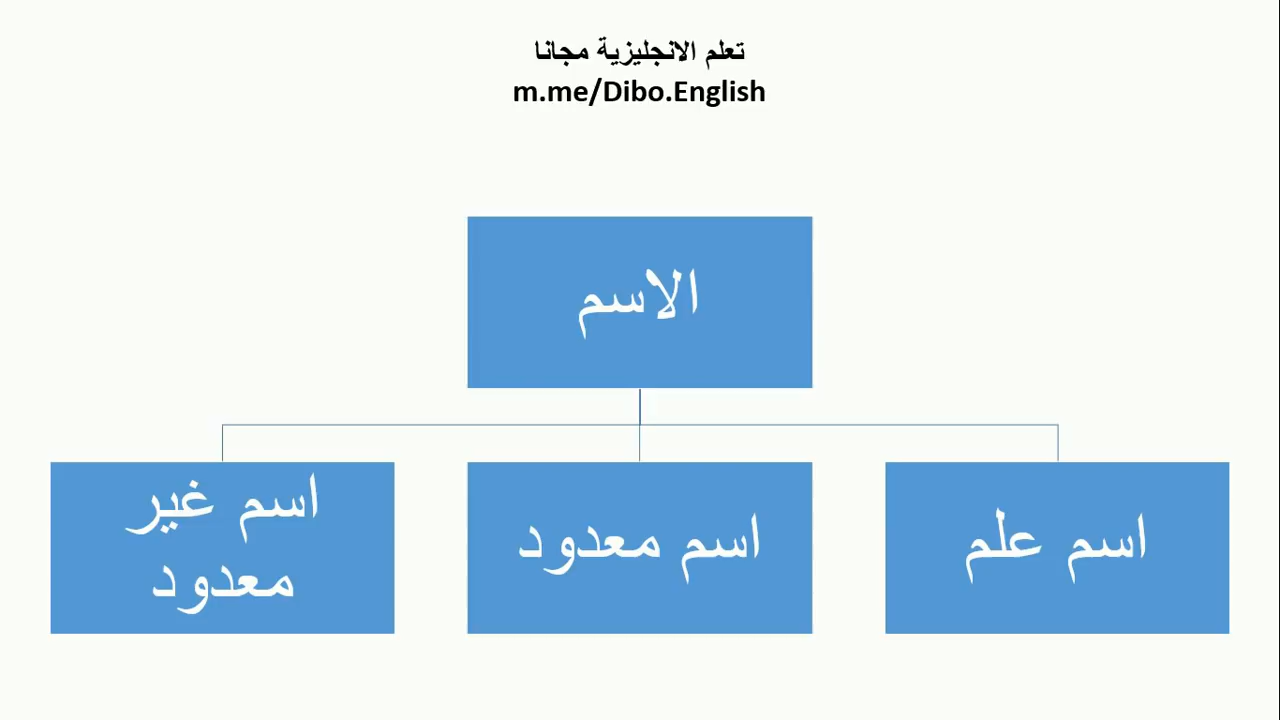 تعلم الانجليزية مجانا
m.me/Dibo.English
الاسم
اسم علم
اسم معدود
اسم غير
معدود